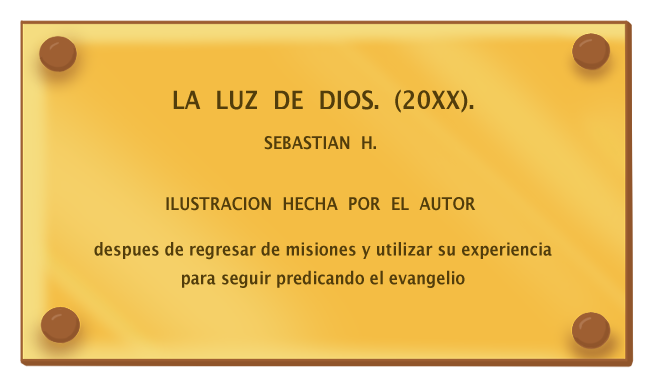 LA LUZ DE DIOS. (20XX).
SEBASTIAN H.
ILUSTRACION HECHA POR EL AUTOR
despues de regresar de misiones y utilizar su experiencia
para seguir predicando el evangelio